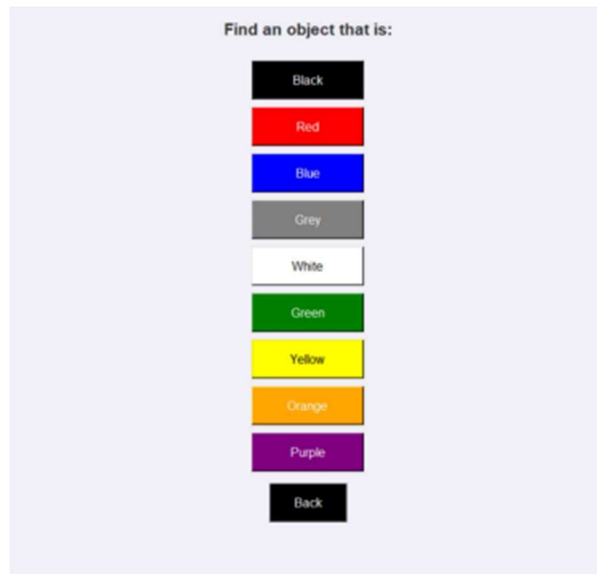 Find an object that is:
Black
Red
Blue
Grey
White
Green
Yellow
Orange
Purple
Back